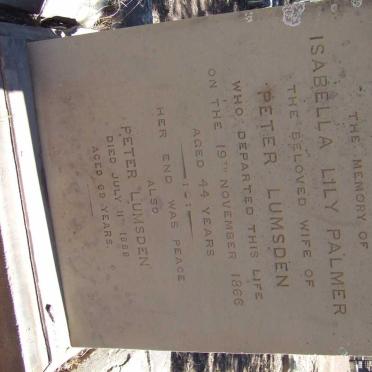 THE MEMORY OF
ISABELLA LILY PALMER
THE BELOVED WIFE OF
PETER LUMSDEN
WHO DEPARTED THIS LIFE
ON THE 19TH NOVEMBER 1866
AGED 44 YEARS
HER END WAS PEACE
ALSO
PETER LUMSDEN
DIED JULY 11TH 1888
AGED 69 YEARS.